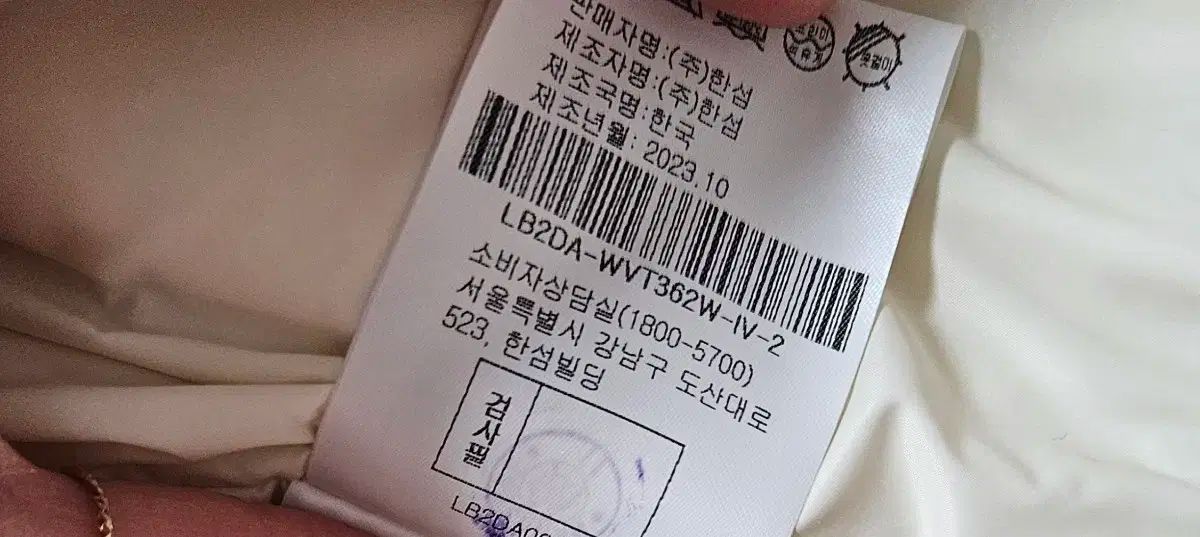 옷걸이
판매자명:(주)한섬
제조자명:(주)한섬
제조국명:한국
제조년월: 2023.10
LB2DA-WVT362W-IV-2
소비자상담실(1800-5700)
서울특별시 강남구 도산대로
523, 한섬빌딩
검사필